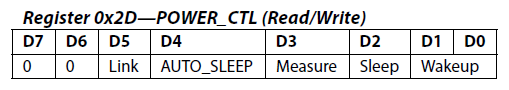 Register 0x2D—POWER_CTL (Read/Write)
D7 D6 D5 D4 D3 D2 D1 D0
0 0 Link AUTO_SLEEP Measure Sleep Wakeup